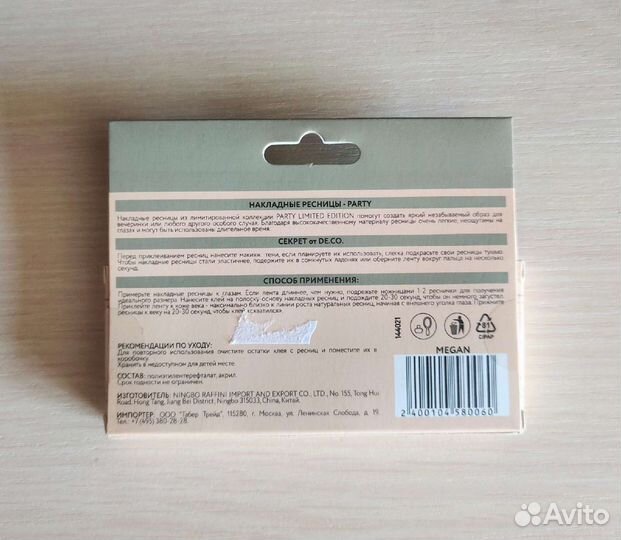 НАКЛАДНЫЕ РЕСНИЦЫ - PARTY
Накладные ресницы из лимитированной коллекции PARTY LIMITED EDITION помогут создать яркий незабываемый образ для
вечеринки или любого другого особого случая. Благодаря высококачественному материалу ресницы очень легкие, неощутимы на
глазах и могут быть использованы длительное время.
СЕКРЕТ от DE.CO.
Перед приклеиванием ресниц нанесите макияж: тени, если планируете их использовать, слегка подкрасьте свои ресницы тушью.
Чтобы накладные ресницы стали эластичнее, подержите их в сомкнутых ладонях или оберните ленту вокруг пальца на несколько
секунд.
СПОСОБ ПРИМЕНЕНИЯ:
Примерьте накладные ресницы к глазам. Если лента длиннее, чем нужно, подрежьте ножницами 1-2 реснички для получения
идеального размера. Нанесите клей на полоску-основу накладных ресниц и подождите 20-30 секунд, чтобы он немного загустел.
Приклейте ленту к коже века - максимально близко к линии роста натуральных ресниц, начиная с внешнего уголка глаза. Прижмите
ресницы к веку на 20-30 секунд, чтобы клей схватился.
РЕКОМЕНДАЦИИ ПО УХОДУ:
Для повторного использования очистите остатки клея с ресниц и поместите их в
коробочку.
Хранить в недоступном для детей месте.
СОСТАВ: полиэтилентерефталат, акрил.
Срок годности не ограничен.
ИЗГОТОВИТЕЛЬ: NINGBO RAFFINI IMPORT AND EXPORT CO., LTD., No 155, Tong Hui
Road, Hong Tang, Jiang Bei District, Ningbo 315033, China, Китай.
ИМПОРТЕР: ООО "Табер Трейд", 115280, г. Москва, ул. Ленинская Слобода, д. 19.
Тел.: +7 (495) 380-28-28.
144021
81
C/PAP
MEGAN
2 400104 580060
Avito